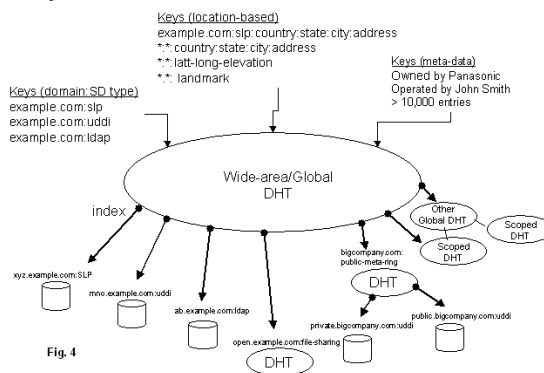 Keys (location-based)
example.com:slp:country:state:city:address
*:*:country:state:city:address
*:*:latt-long-elevation
*:*: landmark
Keys (meta-data)
Owned by Panasonic
Operated by John Smith
> 10,000 entries
Keys (domain:SD type)
example.com:slp
example.com:uddi
example.com:ldap
Wide-area/Global
DHT
index
Other
Global DHT
Scoped
DHT
Scoped
DHT
bigcompany.com:
public-meta-ring
DHT
xyz.example.com:SLP
mno.example.com:uddi
ab.example.com:ldap
open.example.com:file-sharing
DHT
private.bigcompany.com:uddi
public.bigcompany.com:uddi
Fig. 4